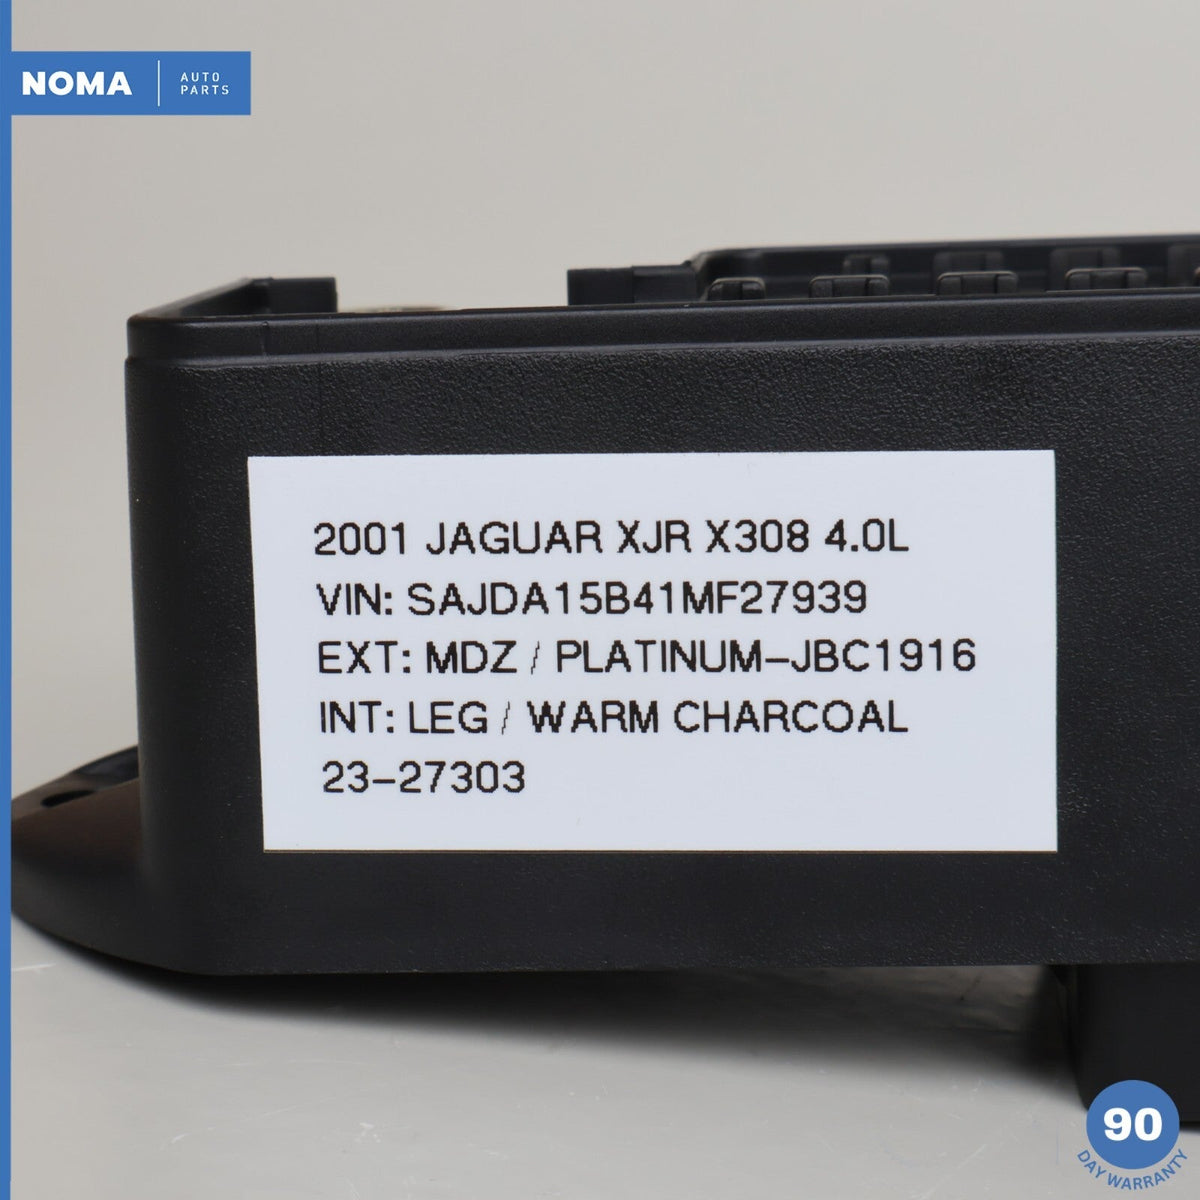 NOMA
AUTO
PARTS
2001 JAGUAR XJR X308 4.0L
VIN: SAJDA15B41MF27939
EXT: MDZ / PLATINUM-JBC1916
INT: LEG / WARM CHARCOAL
23-27303
90
DAY WARRANTY